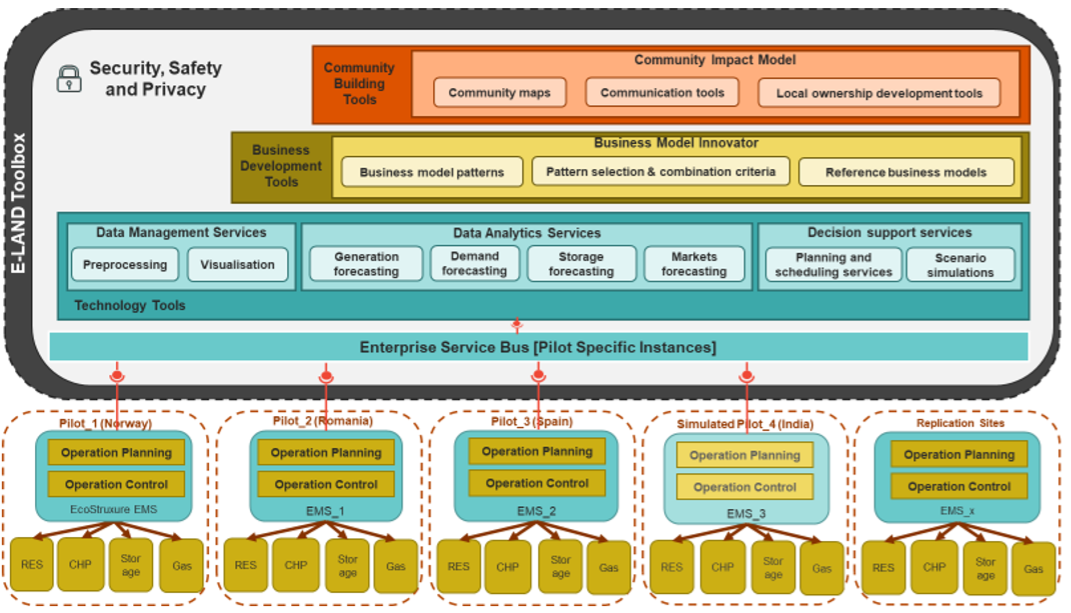 E-LAND Toolbox
Security, Safety
and Privacy
Community
Building
Tools
Community Impact Model
Community maps
Communication tools
Local ownership development tools
Business
Development
Tools
Business Model Innovator
Business model patterns
Pattern selection & combination criteria
Reference business models
Data Management Services
Preprocessing
Visualisation
Data Analytics Services
Generation
forecasting
Demand
forecasting
Storage
forecasting
Markets
forecasting
Decision support services
Planning and
scheduling services
Scenario
simulations
Technology Tools
Enterprise Service Bus [Pilot Specific Instances]
Pilot_1 (Norway)
Operation Planning
Operation Control
EcoStruxure EMS
RES
CHP
Stor
age
Gas
Pilot_2 (Romania)
Operation Planning
Operation Control
EMS_1
RES
CHP
Stor
age
Gas
Pilot_3 (Spain)
Operation Planning
Operation Control
EMS_2
RES
CHP
Stor
age
Gas
Simulated Pilot_4 (India)
Operation Planning
Operation Control
EMS_3
RES
CHP
Stor
age
Gas
Replication Sites
Operation Planning
Operation Control
EMS_x
RES
CHP
Stor
age
Gas